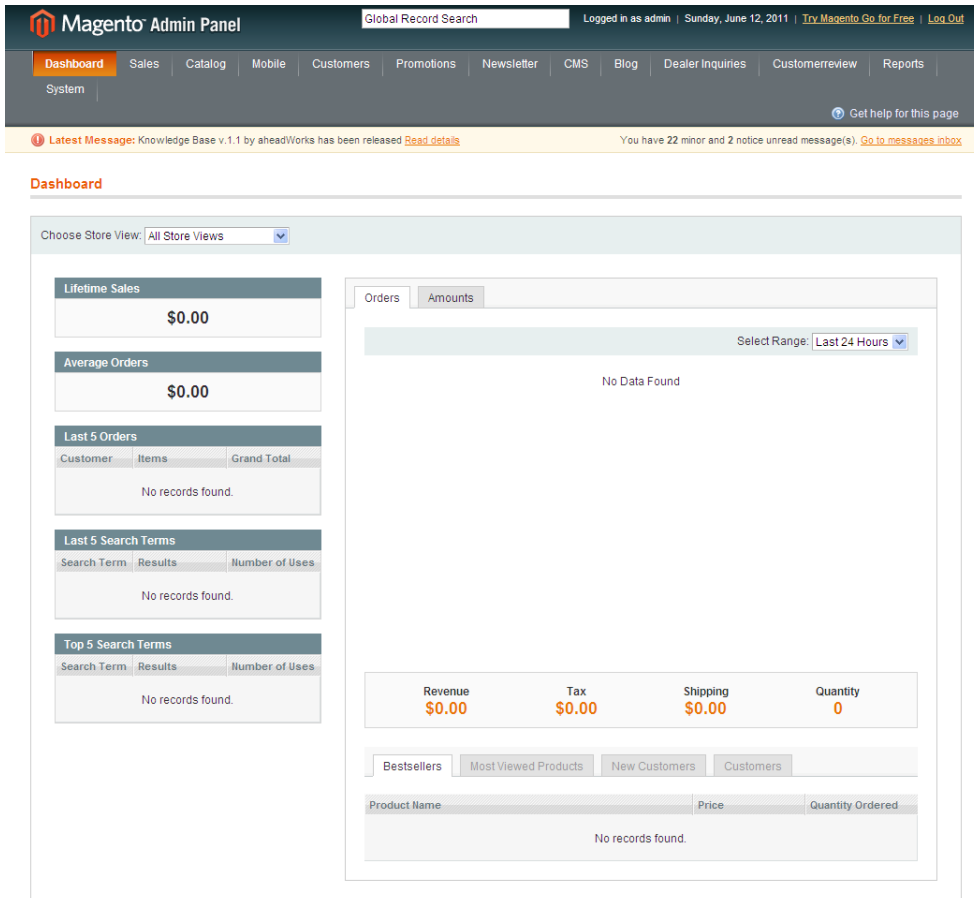 Magento Admin Panel
Global Record Search
Logged in as admin | Sunday, June 12, 2011 | Try Magento Go for Free | Log Out
Dashboard Sales Catalog Mobile Customers Promotions Newsletter CMS Blog Dealer Inquiries Customerreview Reports
System
Get help for this page
Latest Message: Knowledge Base v.1.1 by aheadWorks has been released Read details
You have 22 minor and 2 notice unread message(s). Go to messages inbox
Dashboard
Choose Store View: All Store Views
Lifetime Sales
$0.00
Average Orders
$0.00
Last 5 Orders
Customer Items Grand Total
No records found.
Last 5 Search Terms
Search Term Results Number of Uses
No records found.
Top 5 Search Terms
Search Term Results Number of Uses
No records found.
Orders Amounts
Select Range: Last 24 Hours
No Data Found
Revenue Tax Shipping Quantity
$0.00 $0.00 $0.00 0
Bestsellers Most Viewed Products New Customers Customers
Product Name Price Quantity Ordered
No records found.